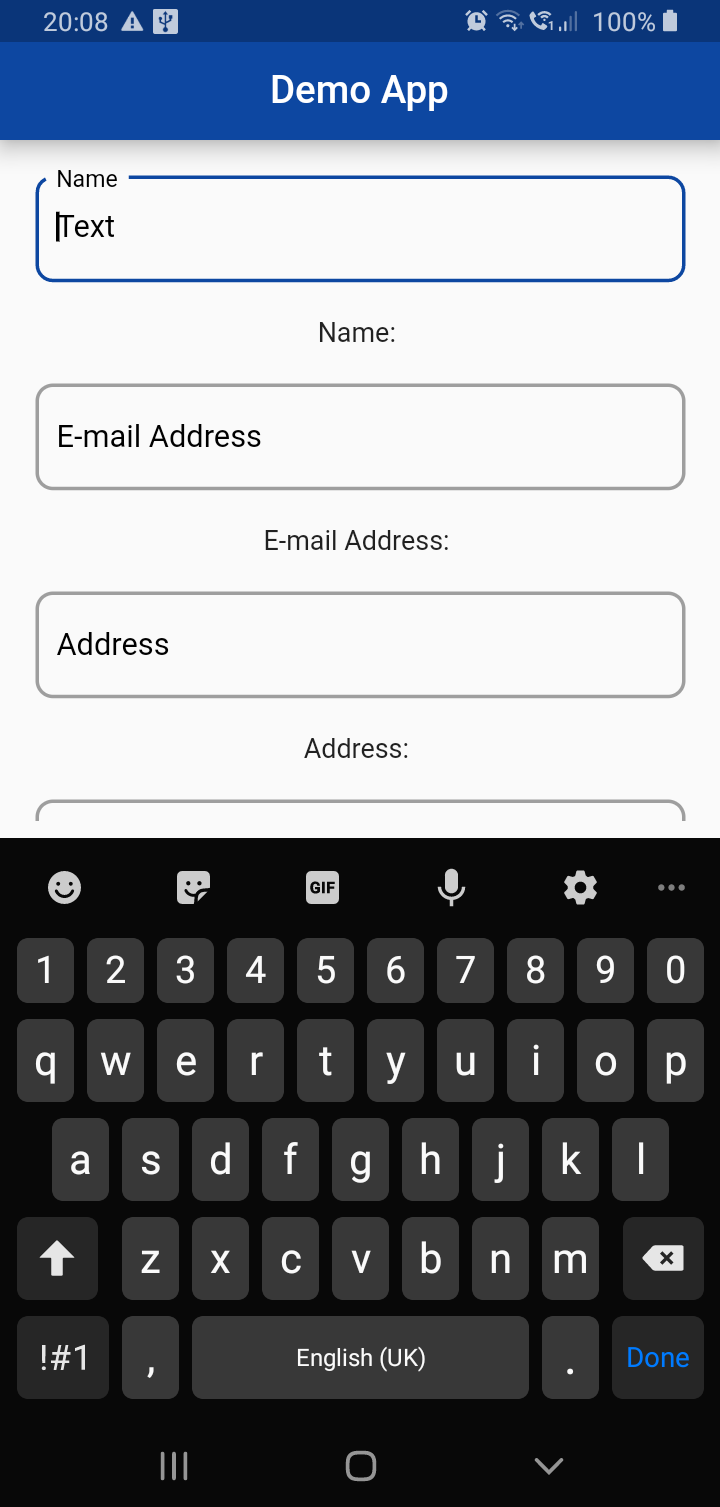 20:08 1 100%
Demo App
Name
Text
Name:
E-mail Address
E-mail Address:
Address
Address:
GIF
1 2 3 4 5 6 7 8 9 0
q w e r t y u i o p
a s d f g h j k l
z x c v b n m
!#1 , English (UK) . Done